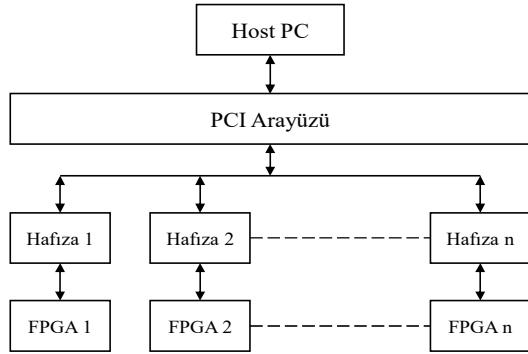 Host PC
PCI Arayüzü
Hafıza 1
Hafıza 2
Hafıza n
FPGA 1
FPGA 2
FPGA n